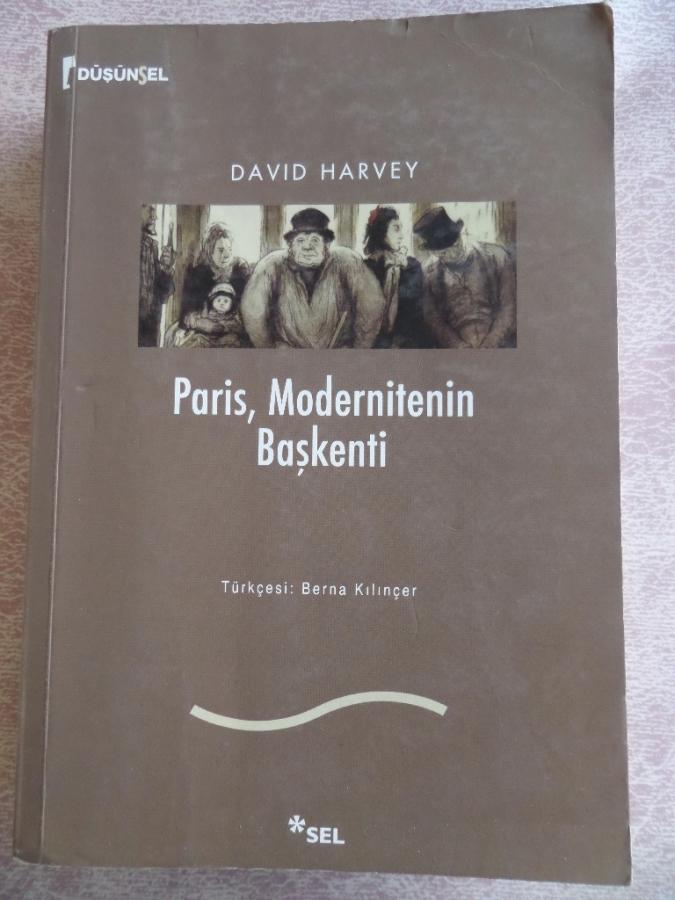 DÜŞÜNSEL
DAVID HARVEY
Paris, Modernitenin
Başkenti
Türkçesi: Berna Kılınçer
*SEL